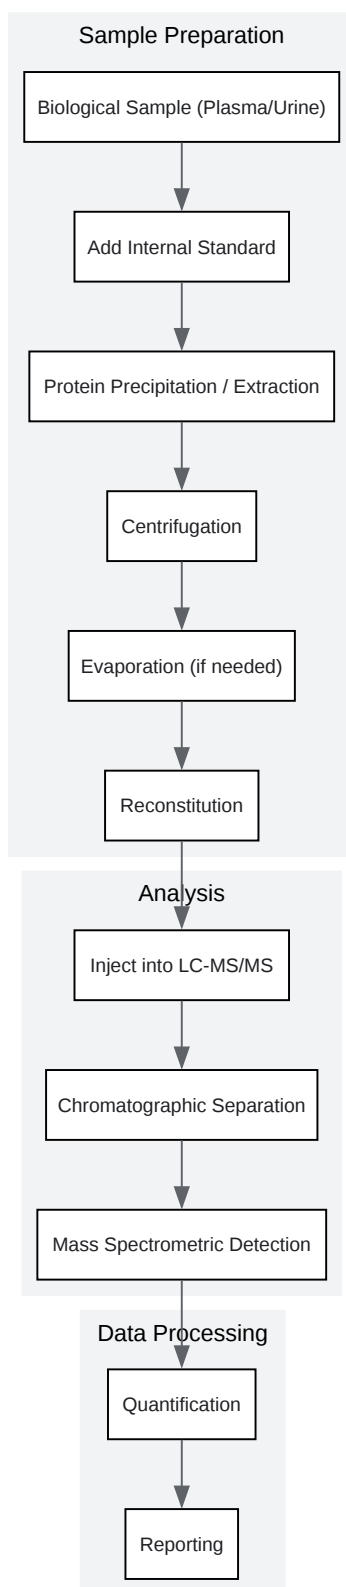 Sample Preparation
Biological Sample (Plasma/Urine)
Add Internal Standard
Protein Precipitation / Extraction
Centrifugation
Evaporation (if needed)
Reconstitution
Analysis
Inject into LC-MS/MS
Chromatographic Separation
Mass Spectrometric Detection
Data Processing
Quantification
Reporting